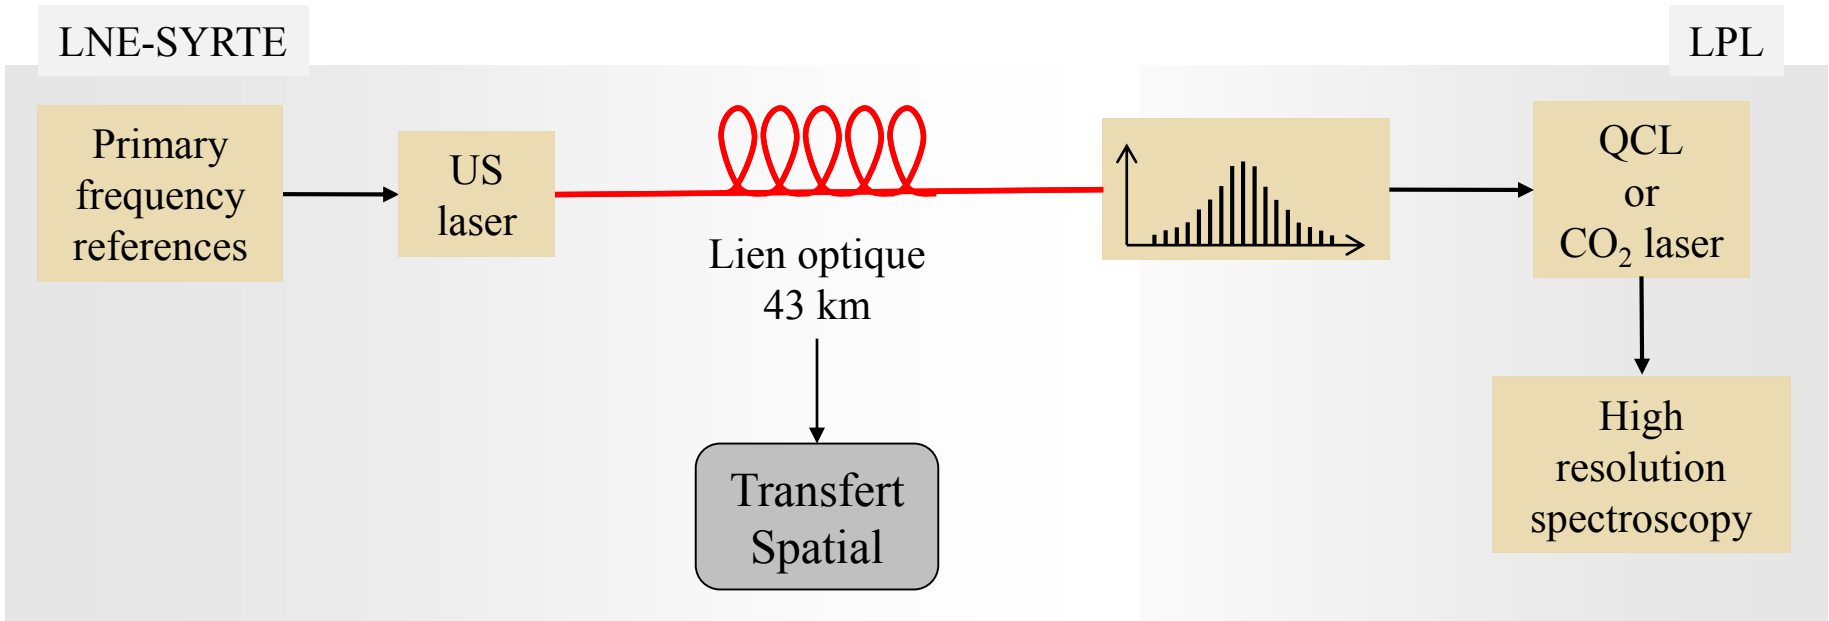 LNE-SYRTE
LPL
Primary
frequency
references
US
laser
Lien optique
43 km
Transfert
Spatial
QCL
or
CO₂ laser
High
resolution
spectroscopy